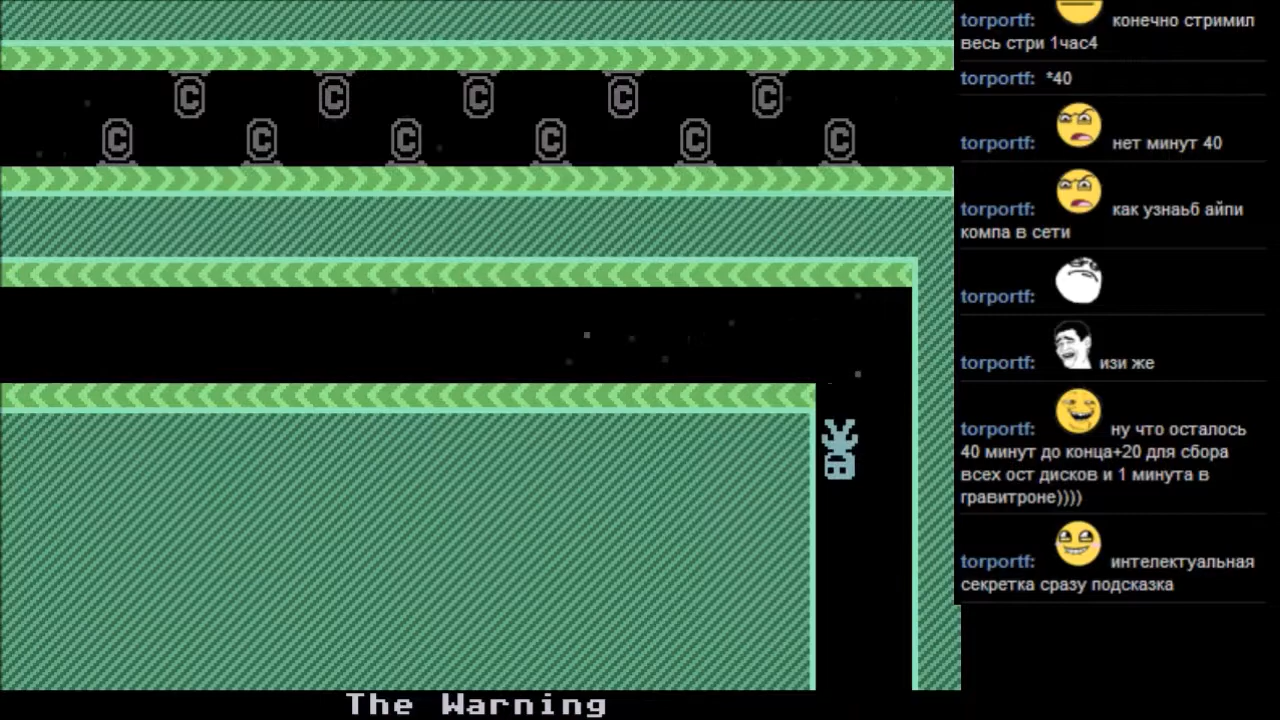 C C C C C
C C C C C C
The Warning
torportf: конечно стримил
весь стри 1час4
torportf: *40
torportf: нет минут 40
torportf: как узнаьб айпи
компа в сети
torportf:
torportf: изи же
torportf: ну что осталось
40 минут до конца+20 для сбора
всех ост дисков и 1 минута в
гравитроне))))
torportf: интелектуальная
секретка сразу подсказка